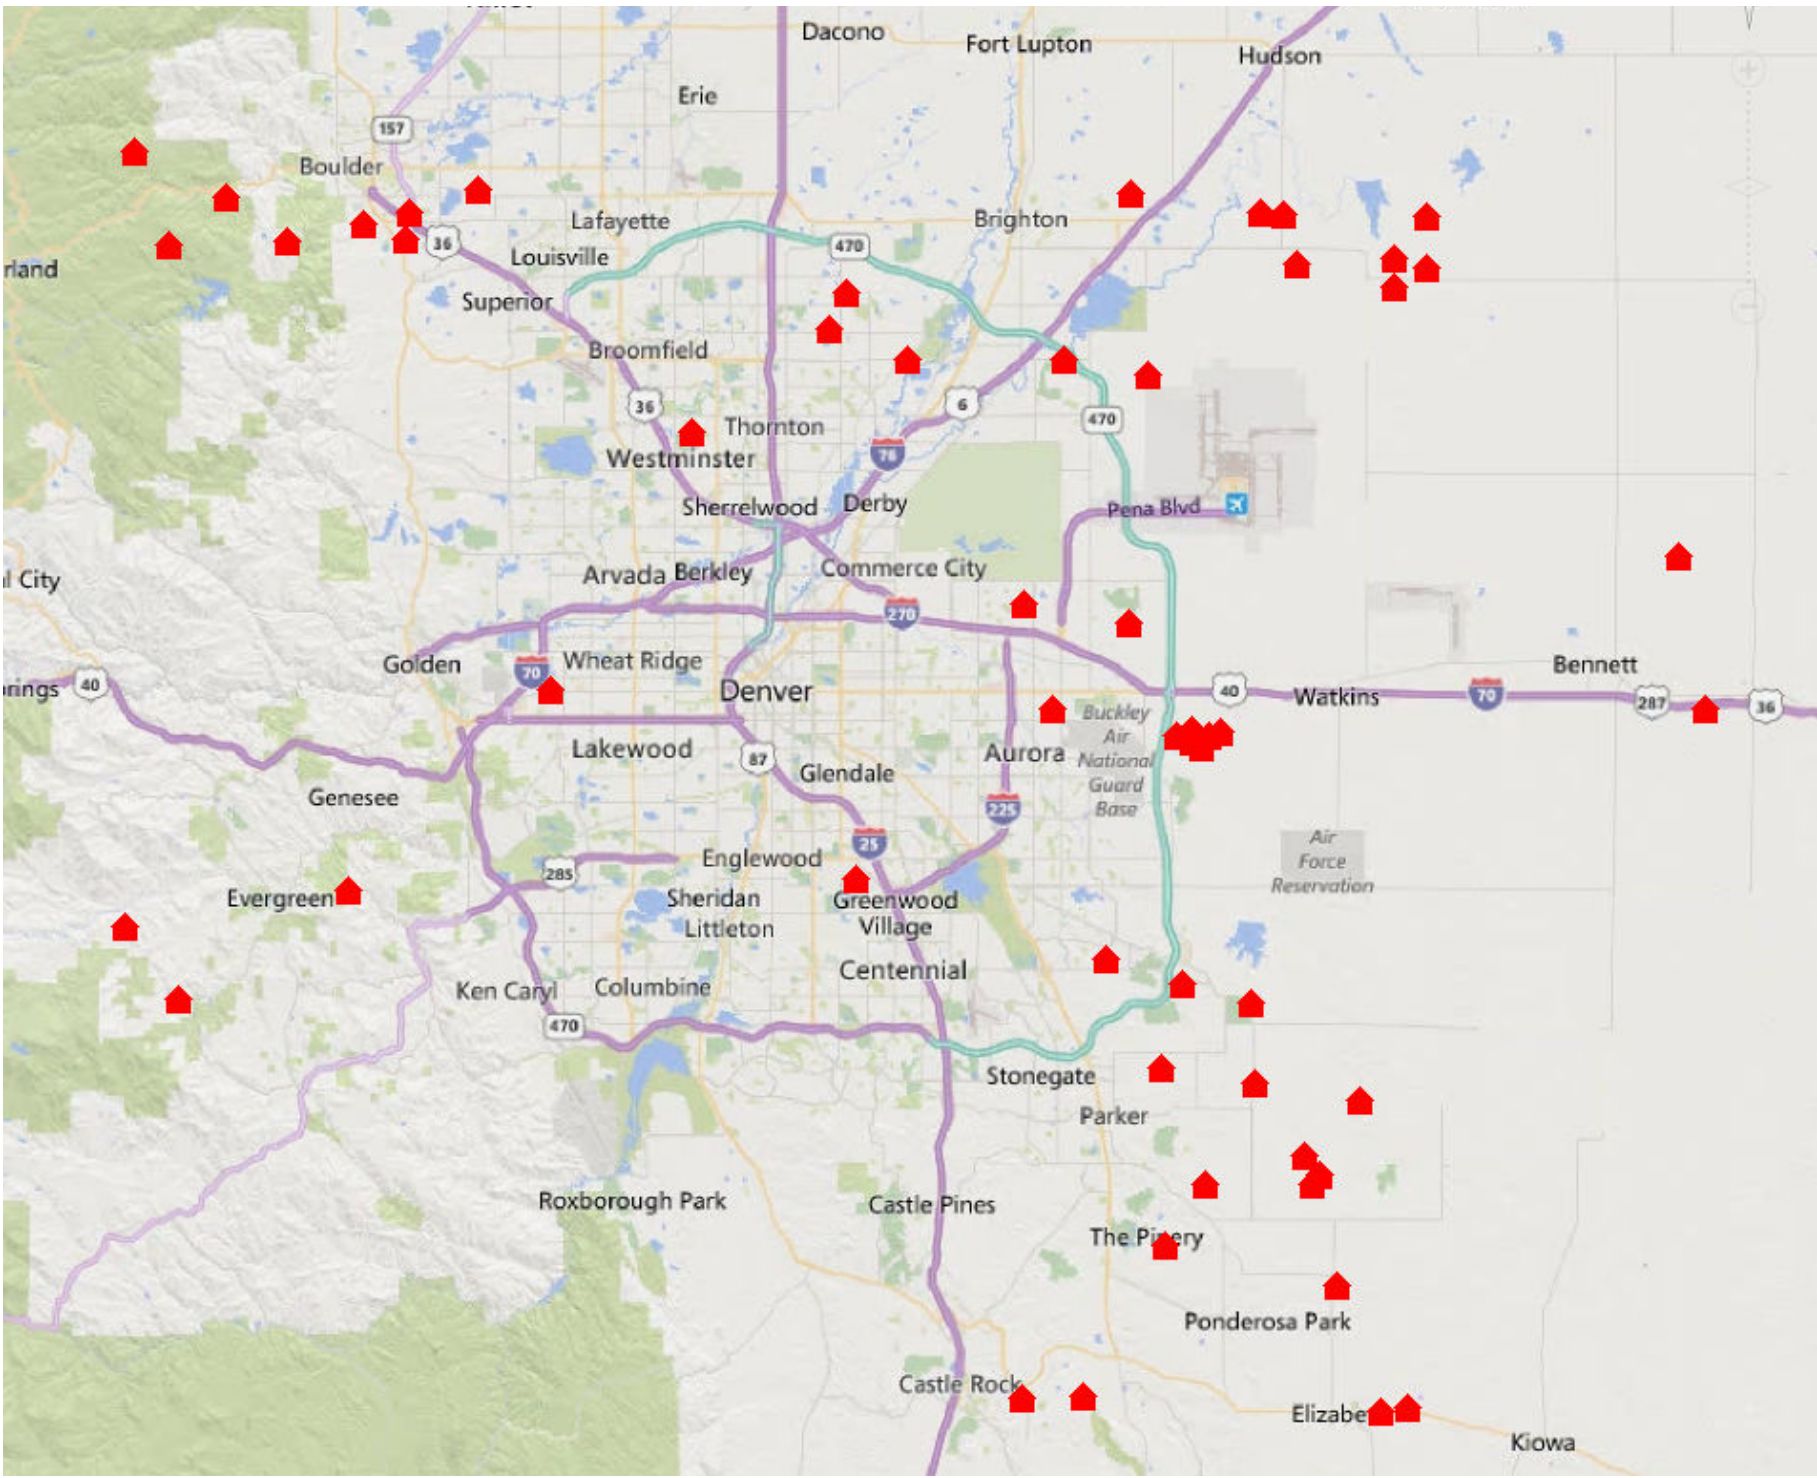 Dacono
Fort Lupton
Hudson
Erie
157
Boulder
Lafayette
Brighton
36
470
Louisville
rland
Superior
Broomfield
36
6
470
Thornton
76
Westminster
Sherrelwood
Derby
Pena Blvd
Arvada
Berkley
Commerce City
l City
270
Golden
70
Wheat Ridge
Bennett
40
rings
Denver
40
Watkins
70
287
36
Buckley
Air
National
Guard
Base
Lakewood
87
Aurora
Glendale
Genesee
225
25
Air
Force
Reservation
285
Englewood
Evergreen
Sheridan
Greenwood
Village
Littleton
Centennial
Ken Caryl
Columbine
470
Stonegate
Parker
Roxborough Park
Castle Pines
The Pinery
Ponderosa Park
Castle Rock
Elizabe
Kiowa